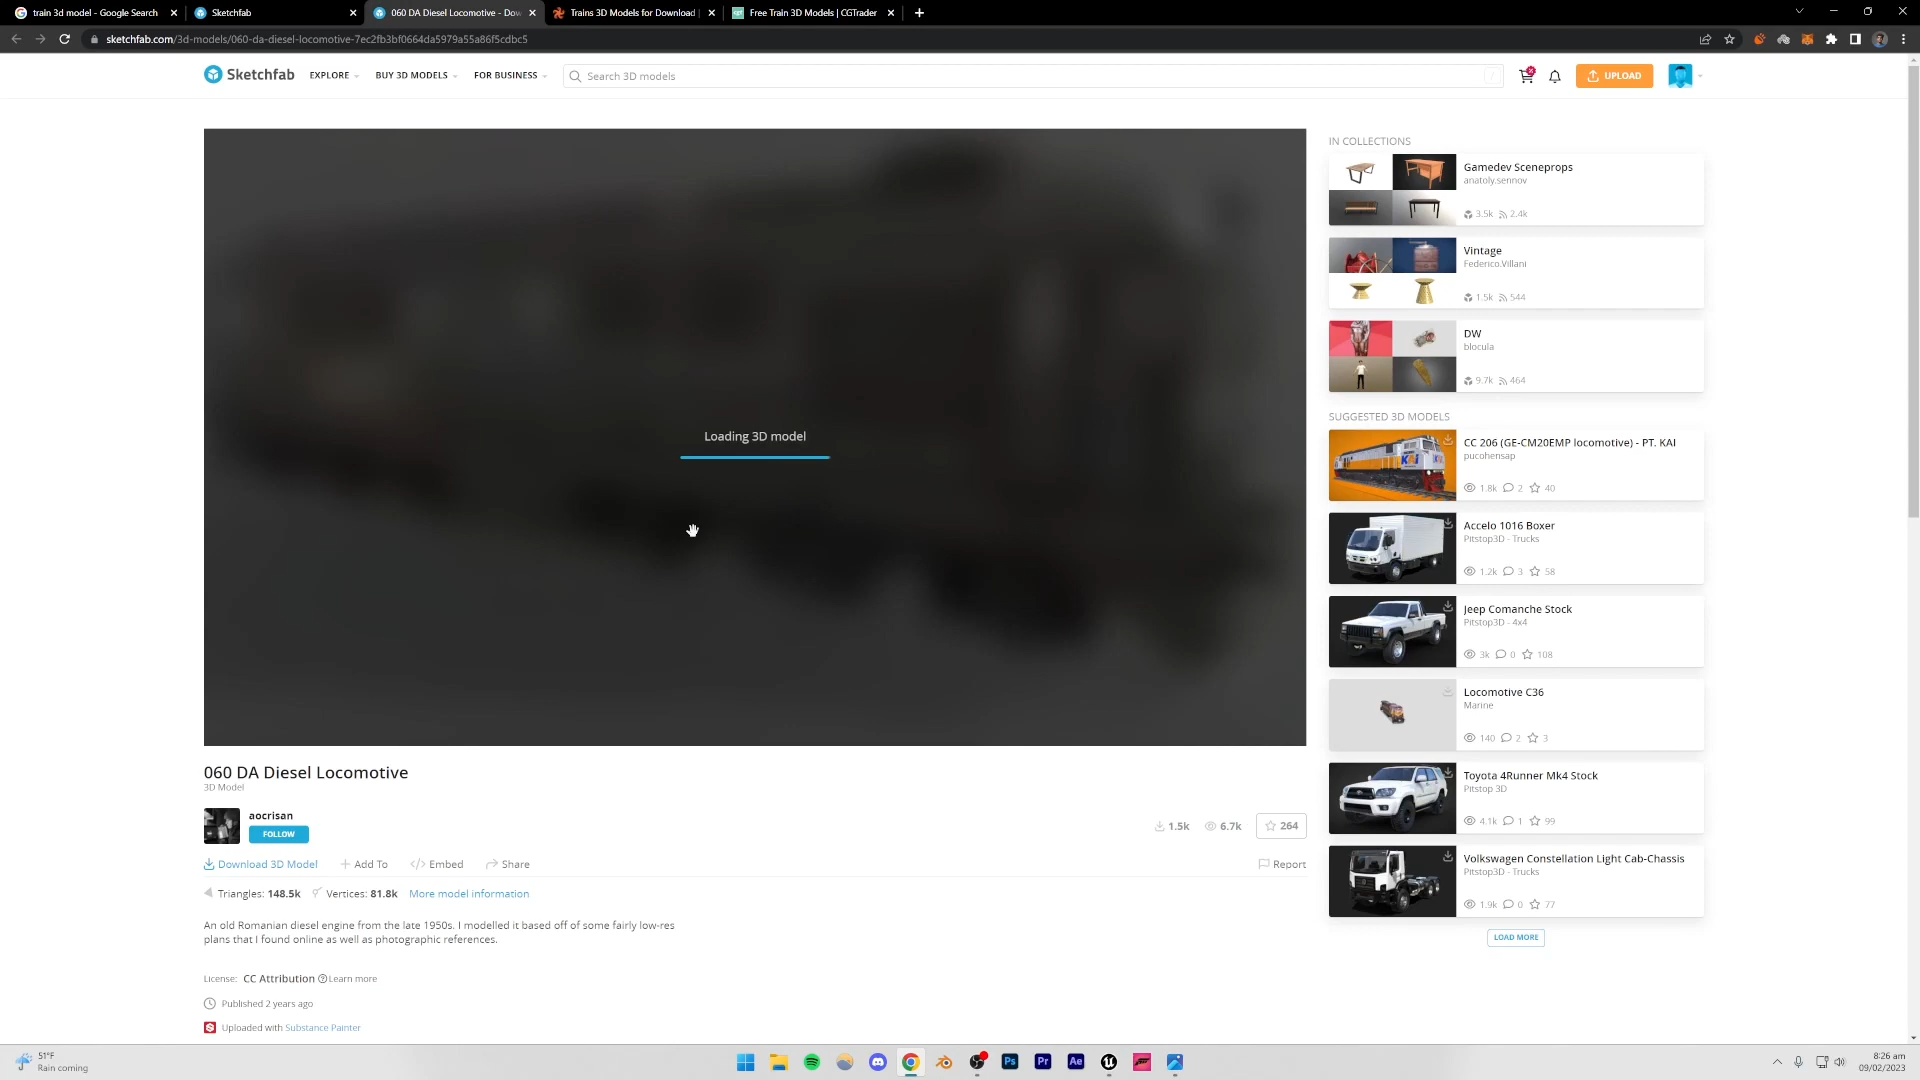 train 3d model - Google Search
Sketchfab
060 DA Diesel Locomotive - Dow
Trains 3D Models for Download |
Free Train 3D Models | CGTrader
sketchfab.com/3d-models/060-da-diesel-locomotive-7ec2fb3bf0664da5979a55a86f5cdbc5
Sketchfab
EXPLORE
BUY 3D MODELS
FOR BUSINESS
Search 3D models
/
UPLOAD
Loading 3D model
060 DA Diesel Locomotive
3D Model
aocrisan
FOLLOW
1.5k
6.7k
264
Download 3D Model
Add To
Embed
Share
Report
Triangles: 148.5k
Vertices: 81.8k
More model information
An old Romanian diesel engine from the late 1950s. I modelled it based off of some fairly low-res
plans that I found online as well as photographic references.
License: CC Attribution
Learn more
Published 2 years ago
Uploaded with Substance Painter
IN COLLECTIONS
Gamedev Sceneprops
anatoly.sennov
3.5k 2.4k
Vintage
Federico.Villani
1.5k 544
DW
blocula
9.7k 464
SUGGESTED 3D MODELS
CC 206 (GE-CM20EMP locomotive) - PT. KAI
pucohensap
1.8k 2 40
Accelo 1016 Boxer
Pitstop3D - Trucks
1.2k 3 58
Jeep Comanche Stock
Pitstop3D - 4x4
3k 0 108
Locomotive C36
Marine
140 2 3
Toyota 4Runner Mk4 Stock
Pitstop 3D
4.1k 1 99
Volkswagen Constellation Light Cab-Chassis
Pitstop3D - Trucks
1.9k 0 77
LOAD MORE
51°F
Rain coming
Ps
Pr
Ae
8:26 am
09/02/2023